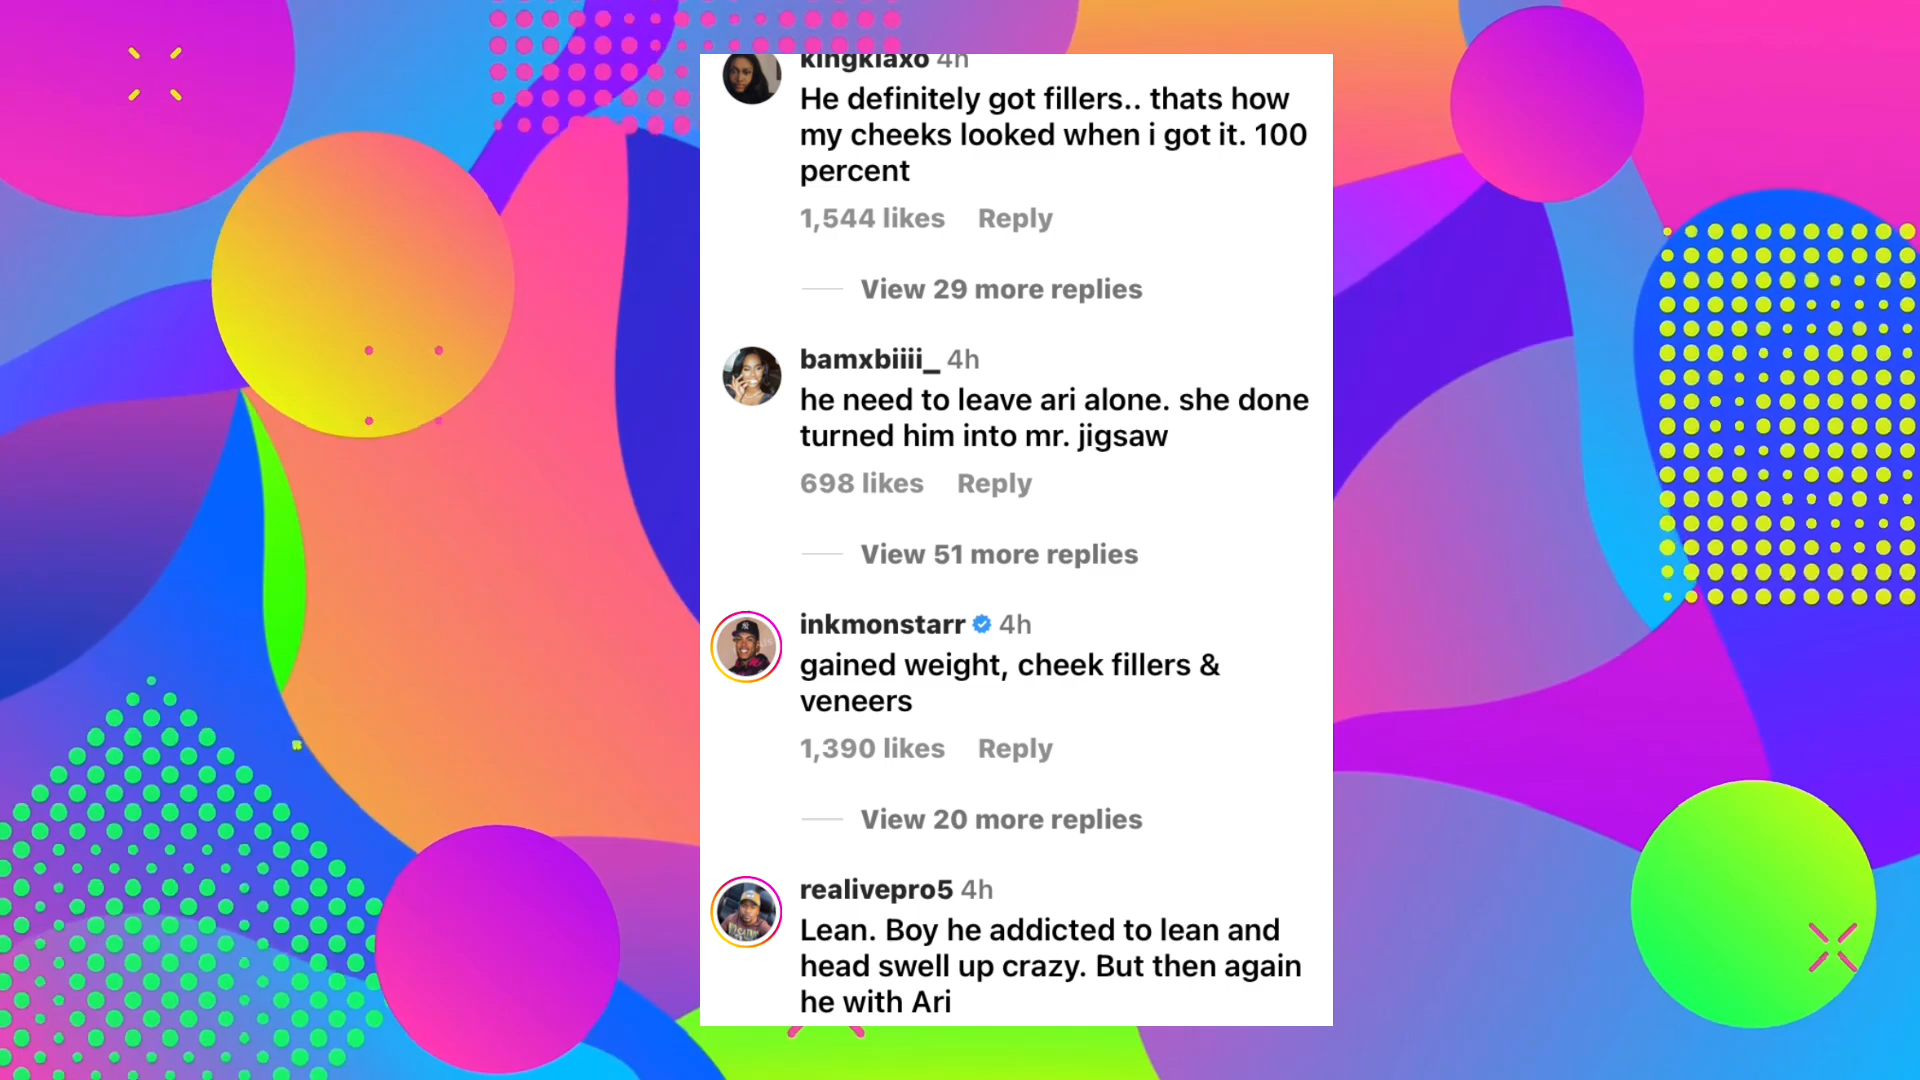 kingkiaxo 4h
He definitely got fillers.. thats how
my cheeks looked when i got it. 100
percent
1,544 likes Reply
View 29 more replies
bamxbiiii_ 4h
he need to leave ari alone. she done
turned him into mr. jigsaw
698 likes Reply
View 51 more replies
inkmonstarr 4h
gained weight, cheek fillers &
veneers
1,390 likes Reply
View 20 more replies
realivepro5 4h
Lean. Boy he addicted to lean and
head swell up crazy. But then again
he with Ari